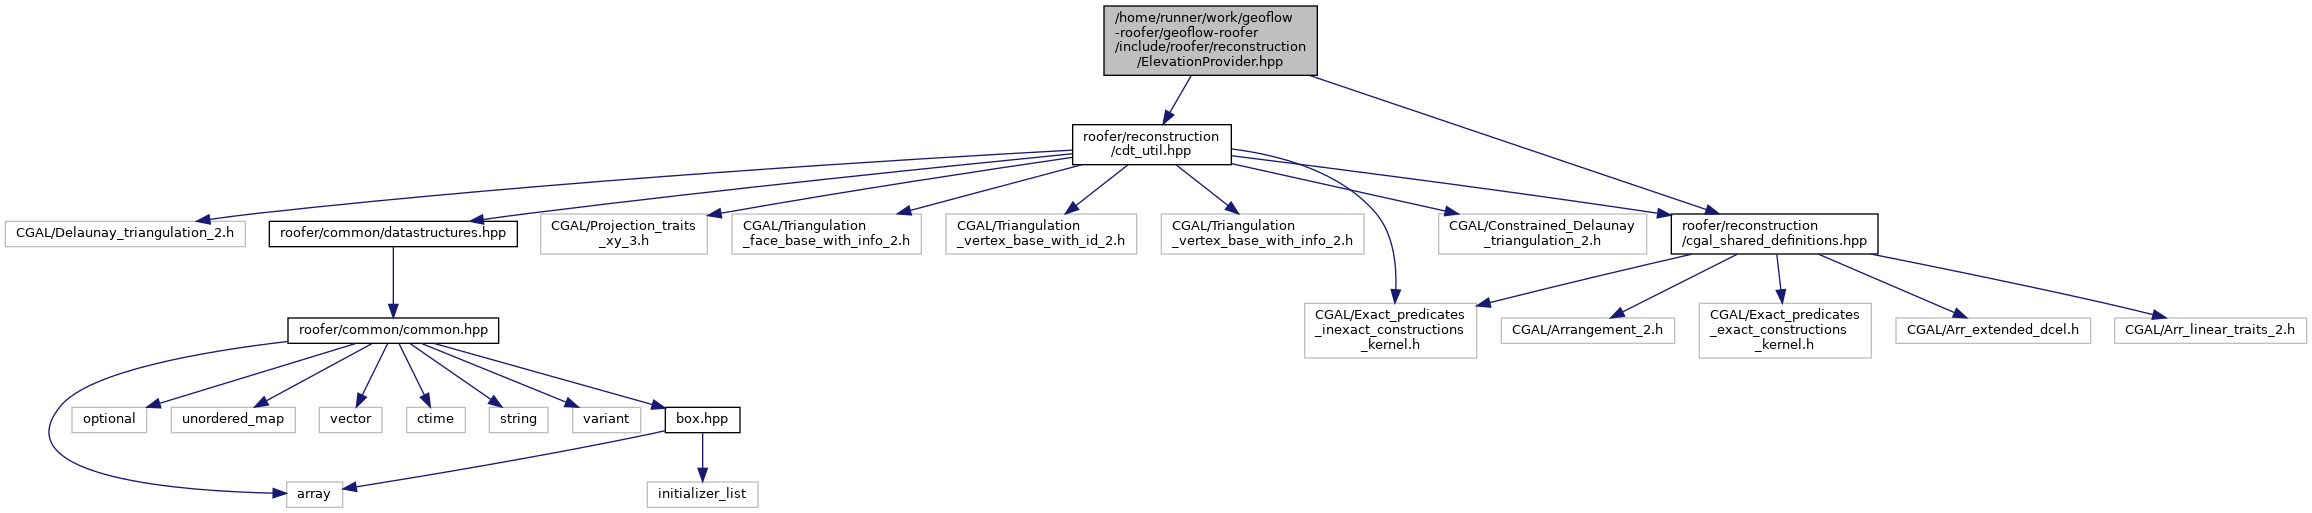 /home/runner/work/geoflow
-roofer/geoflow-roofer
/include/roofer/reconstruction
/ElevationProvider.hpp
roofer/reconstruction
/cdt_util.hpp
CGAL/Delaunay_triangulation_2.h
roofer/common/datastructures.hpp
CGAL/Projection_traits
_xy_3.h
CGAL/Triangulation
_face_base_with_info_2.h
CGAL/Triangulation
_vertex_base_with_id_2.h
CGAL/Triangulation
_vertex_base_with_info_2.h
CGAL/Constrained_Delaunay
_triangulation_2.h
roofer/reconstruction
/cgal_shared_definitions.hpp
roofer/common/common.hpp
CGAL/Exact_predicates
_inexact_constructions
_kernel.h
CGAL/Arrangement_2.h
CGAL/Exact_predicates
_exact_constructions
_kernel.h
CGAL/Arr_extended_dcel.h
CGAL/Arr_linear_traits_2.h
optional
unordered_map
vector
ctime
string
variant
box.hpp
array
initializer_list